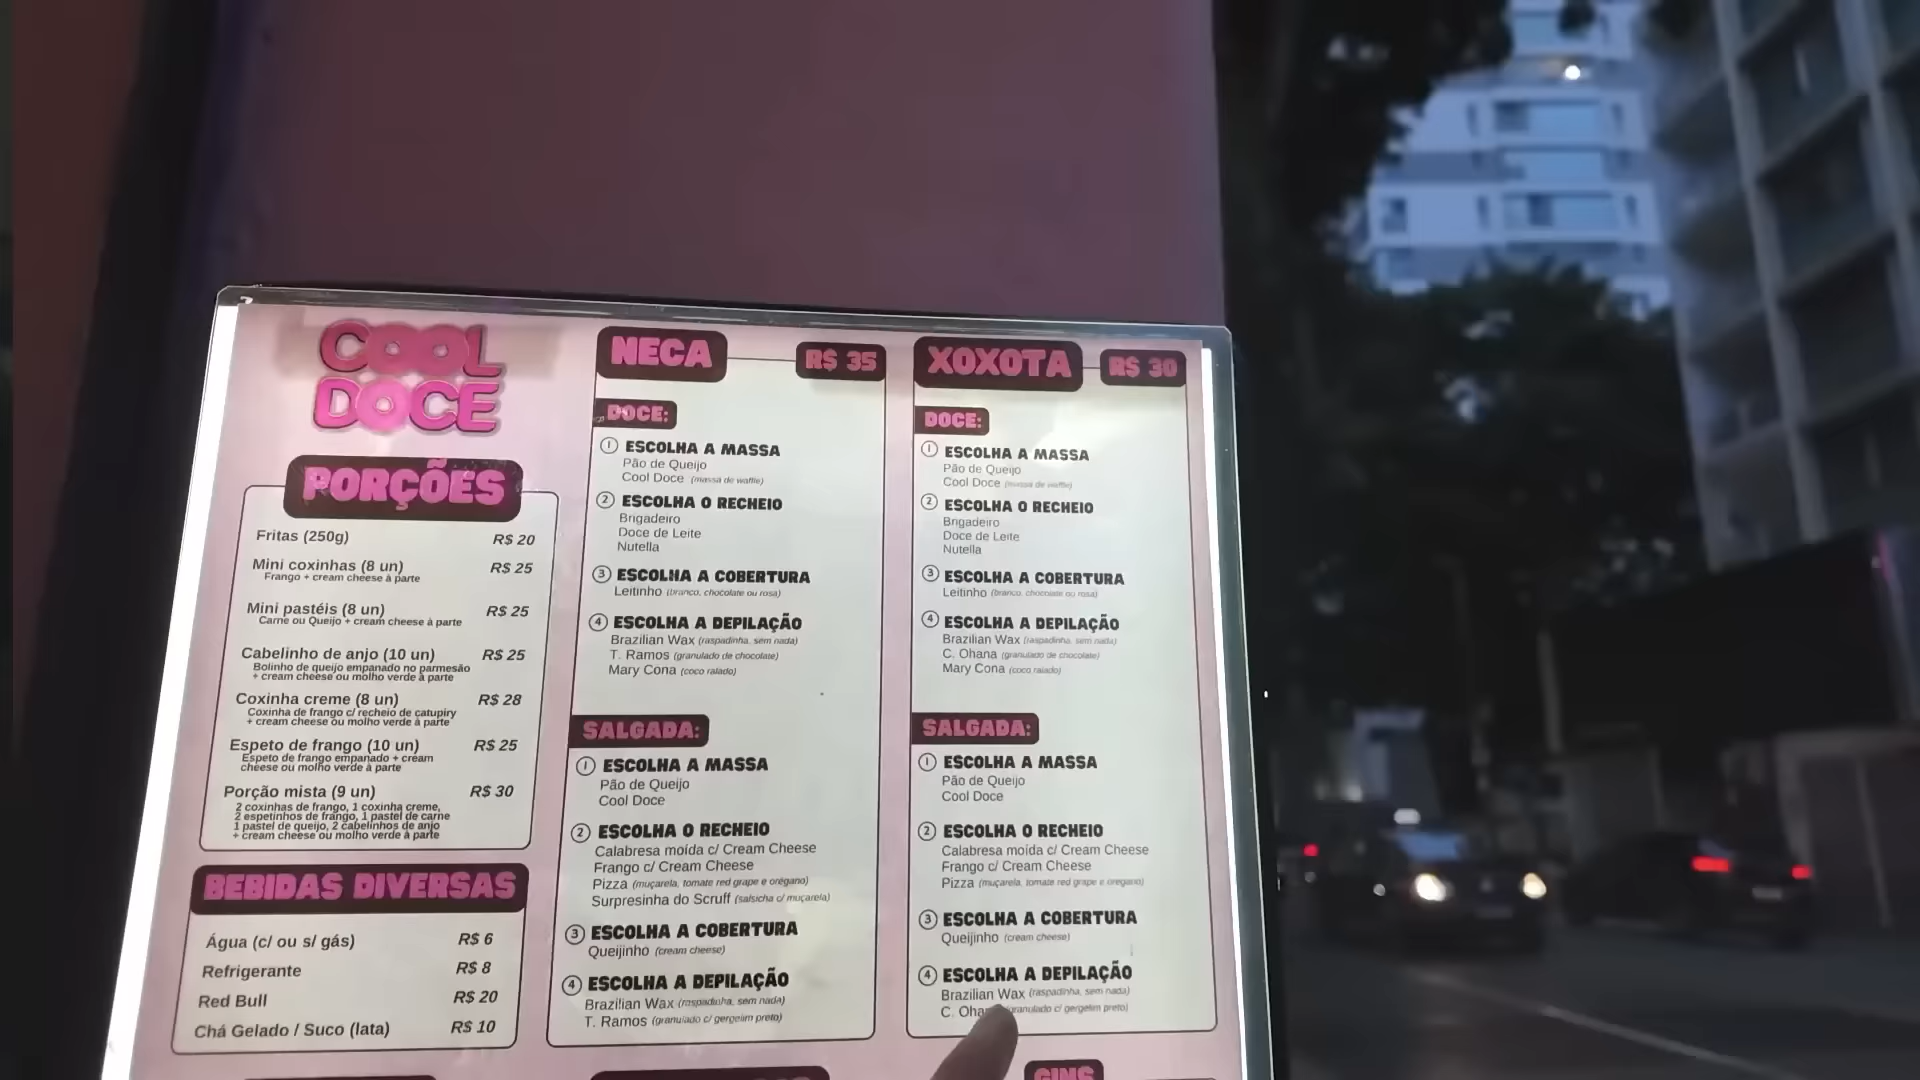 COOL
DOCE
PORÇÕES
Fritas (250g) R$ 20
Mini coxinhas (8 un) R$ 25
Frango + cream cheese à parte
Mini pastéis (8 un) R$ 25
Carne ou Queijo + cream cheese à parte
Cabelinho de anjo (10 un) R$ 25
Bolinho de queijo empanado no parmesão
+ cream cheese ou molho verde à parte
Coxinha creme (8 un) R$ 28
Coxinha de frango c/ recheio de catupiry
+ cream cheese ou molho verde à parte
Espeto de frango (10 un) R$ 25
Espeto de frango empanado + cream
cheese ou molho verde à parte
Porção mista (9 un) R$ 30
2 coxinhas de frango, 1 coxinha creme,
2 espetinhos de frango, 1 pastel de carne
1 pastel de queijo, 2 cabelinhos de anjo
+ cream cheese ou molho verde à parte
BEBIDAS DIVERSAS
Água (c/ ou s/ gás) R$ 6
Refrigerante R$ 8
Red Bull R$ 20
Chá Gelado / Suco (lata) R$ 10
NECA R$ 35
DOCE:
1 ESCOLHA A MASSA
Pão de Queijo
Cool Doce (massa de waffle)
2 ESCOLHA O RECHEIO
Brigadeiro
Doce de Leite
Nutella
3 ESCOLHA A COBERTURA
Leitinho (branco, chocolate ou rosa)
4 ESCOLHA A DEPILAÇÃO
Brazilian Wax (raspadinha, sem nada)
T. Ramos (granulado de chocolate)
Mary Cona (coco ralado)
SALGADA:
1 ESCOLHA A MASSA
Pão de Queijo
Cool Doce
2 ESCOLHA O RECHEIO
Calabresa moída c/ Cream Cheese
Frango c/ Cream Cheese
Pizza (muçarela, tomate red grape e orégano)
Surpresinha do Scruff (salsicha c/ muçarela)
3 ESCOLHA A COBERTURA
Queijinho (cream cheese)
4 ESCOLHA A DEPILAÇÃO
Brazilian Wax (raspadinha, sem nada)
T. Ramos (granulado c/ gergelim preto)
XOXOTA R$ 30
DOCE:
1 ESCOLHA A MASSA
Pão de Queijo
Cool Doce (massa de waffle)
2 ESCOLHA O RECHEIO
Brigadeiro
Doce de Leite
Nutella
3 ESCOLHA A COBERTURA
Leitinho (branco, chocolate ou rosa)
4 ESCOLHA A DEPILAÇÃO
Brazilian Wax (raspadinha, sem nada)
C. Ohana (granulado de chocolate)
Mary Cona (coco ralado)
SALGADA:
1 ESCOLHA A MASSA
Pão de Queijo
Cool Doce
2 ESCOLHA O RECHEIO
Calabresa moída c/ Cream Cheese
Frango c/ Cream Cheese
Pizza (muçarela, tomate red grape e orégano)
3 ESCOLHA A COBERTURA
Queijinho (cream cheese)
4 ESCOLHA A DEPILAÇÃO
Brazilian Wax (raspadinha, sem nada)
C. granulado c/ gergelim preto)
GINS